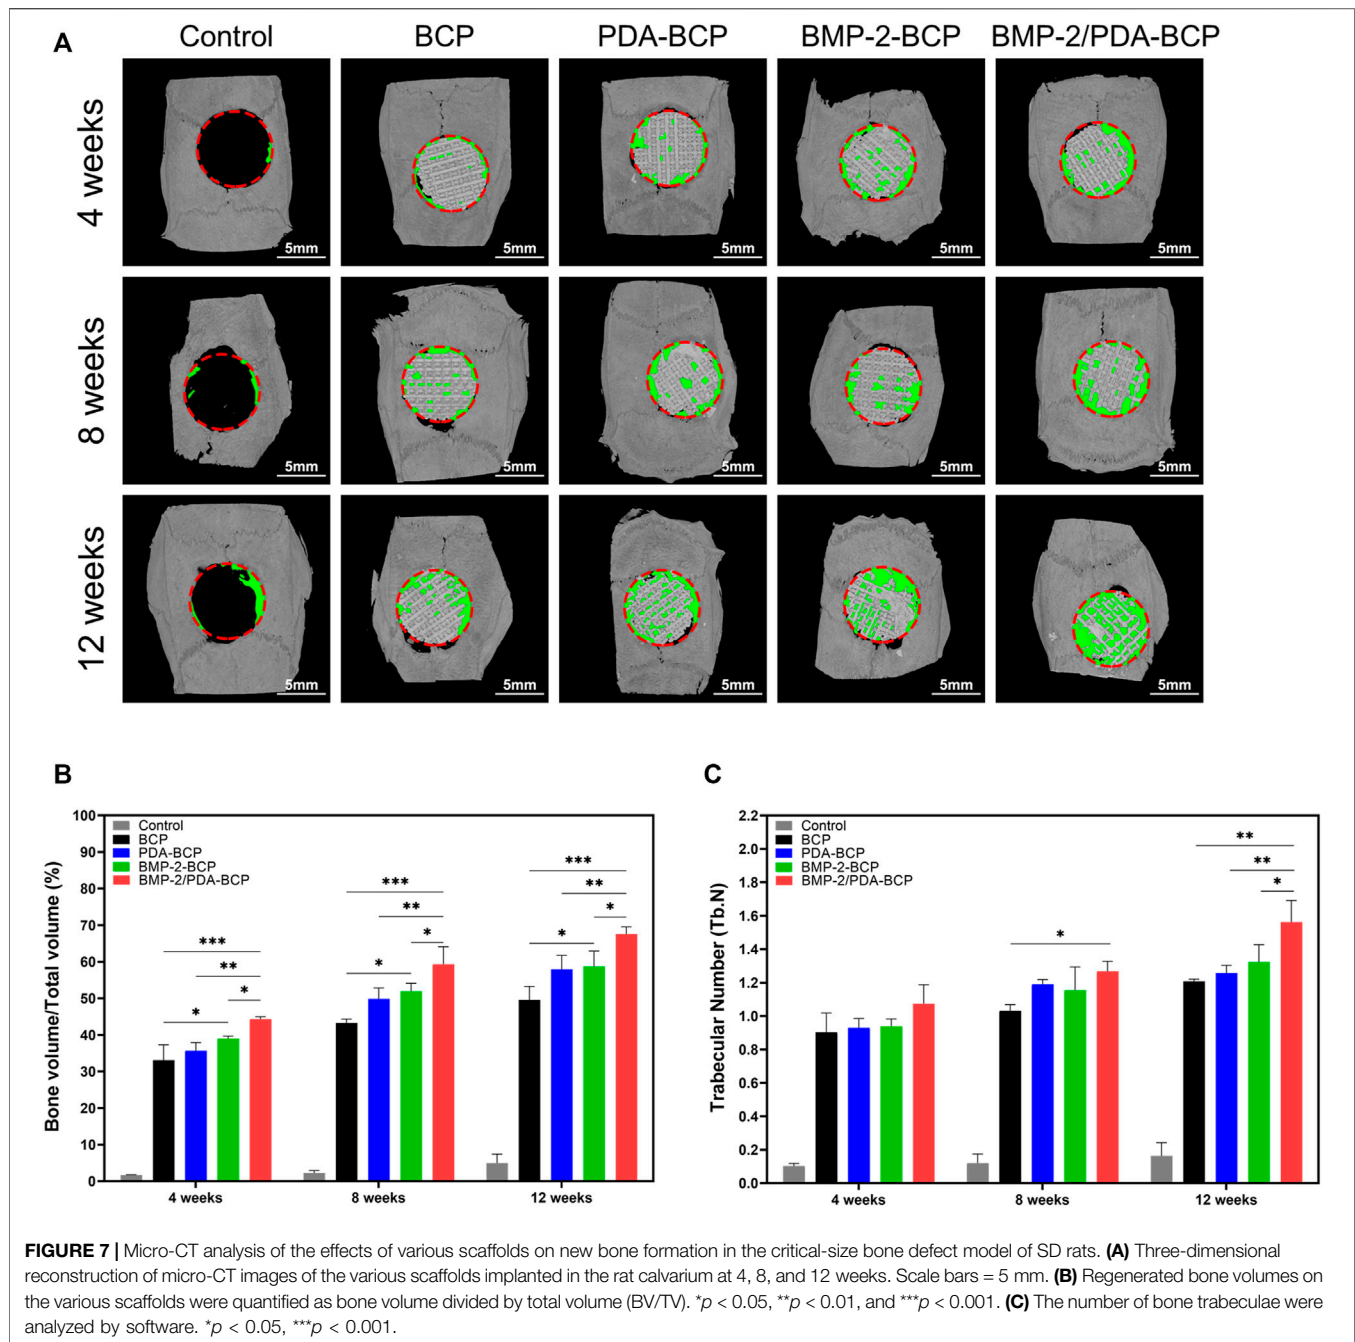 A
Control BCP PDA-BCP BMP-2-BCP BMP-2/PDA-BCP
4 weeks
5mm 5mm 5mm 5mm 5mm
8 weeks
5mm 5mm 5mm 5mm 5mm
12 weeks
5mm 5mm 5mm 5mm 5mm
B
Bone volume/Total volume (%)
100
90
80
70
60
50
40
30
20
10
0
Control
BCP
PDA-BCP
BMP-2-BCP
BMP-2/PDA-BCP
***
**
*
*
***
**
*
*
***
**
*
*
4 weeks 8 weeks 12 weeks
C
Trabecular Number (Tb.N)
2.2
2.0
1.8
1.6
1.4
1.2
1.0
0.8
0.6
0.4
0.2
0.0
Control
BCP
PDA-BCP
BMP-2-BCP
BMP-2/PDA-BCP
*
**
**
*
4 weeks 8 weeks 12 weeks
FIGURE 7 | Micro-CT analysis of the effects of various scaffolds on new bone formation in the critical-size bone defect model of SD rats. (A) Three-dimensional
reconstruction of micro-CT images of the various scaffolds implanted in the rat calvarium at 4, 8, and 12 weeks. Scale bars = 5 mm. (B) Regenerated bone volumes on
the various scaffolds were quantified as bone volume divided by total volume (BV/TV). *p < 0.05, **p < 0.01, and ***p < 0.001. (C) The number of bone trabeculae were
analyzed by software. *p < 0.05, ***p < 0.001.